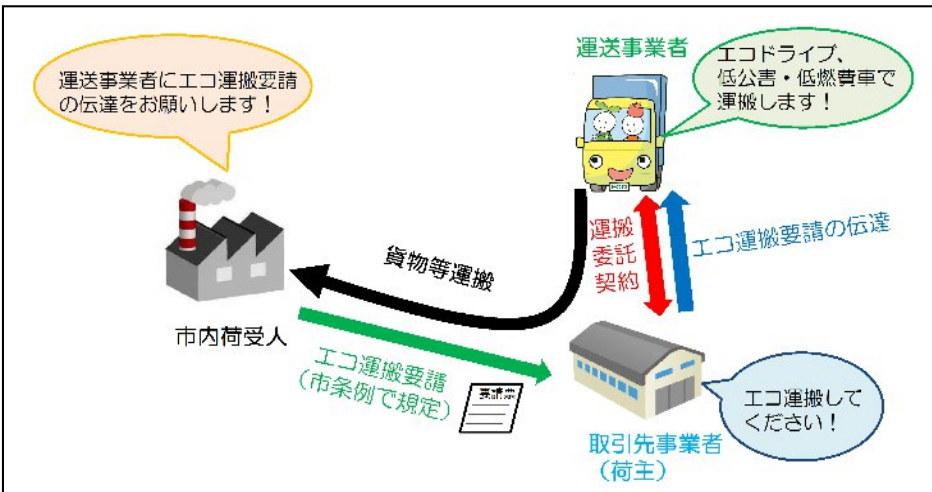 運送事業者にエコ運搬要請
の伝達をお願いします！
運送事業者
エコドライブ、
低公害・低燃費車で
運搬します！
運搬
委託
契約
エコ運搬要請の伝達
貨物等運搬
市内荷受人
エコ運搬要請
（市条例で規定）
要請書
エコ運搬して
ください！
取引先事業者
（荷主）